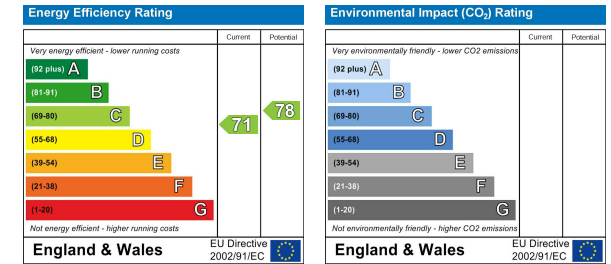 Energy Efficiency Rating
Current Potential
Very energy efficient - lower running costs
(92 plus) A
(81-91) B
(69-80) C
(55-68) D
(39-54) E
(21-38) F
(1-20) G
71
78
Not energy efficient - higher running costs
England & Wales
EU Directive
2002/91/EC
Environmental Impact (CO2) Rating
Current Potential
Very environmentally friendly - lower CO2 emissions
(92 plus) A
(81-91) B
(69-80) C
(55-68) D
(39-54) E
(21-38) F
(1-20) G
Not environmentally friendly - higher CO2 emissions
England & Wales
EU Directive
2002/91/EC